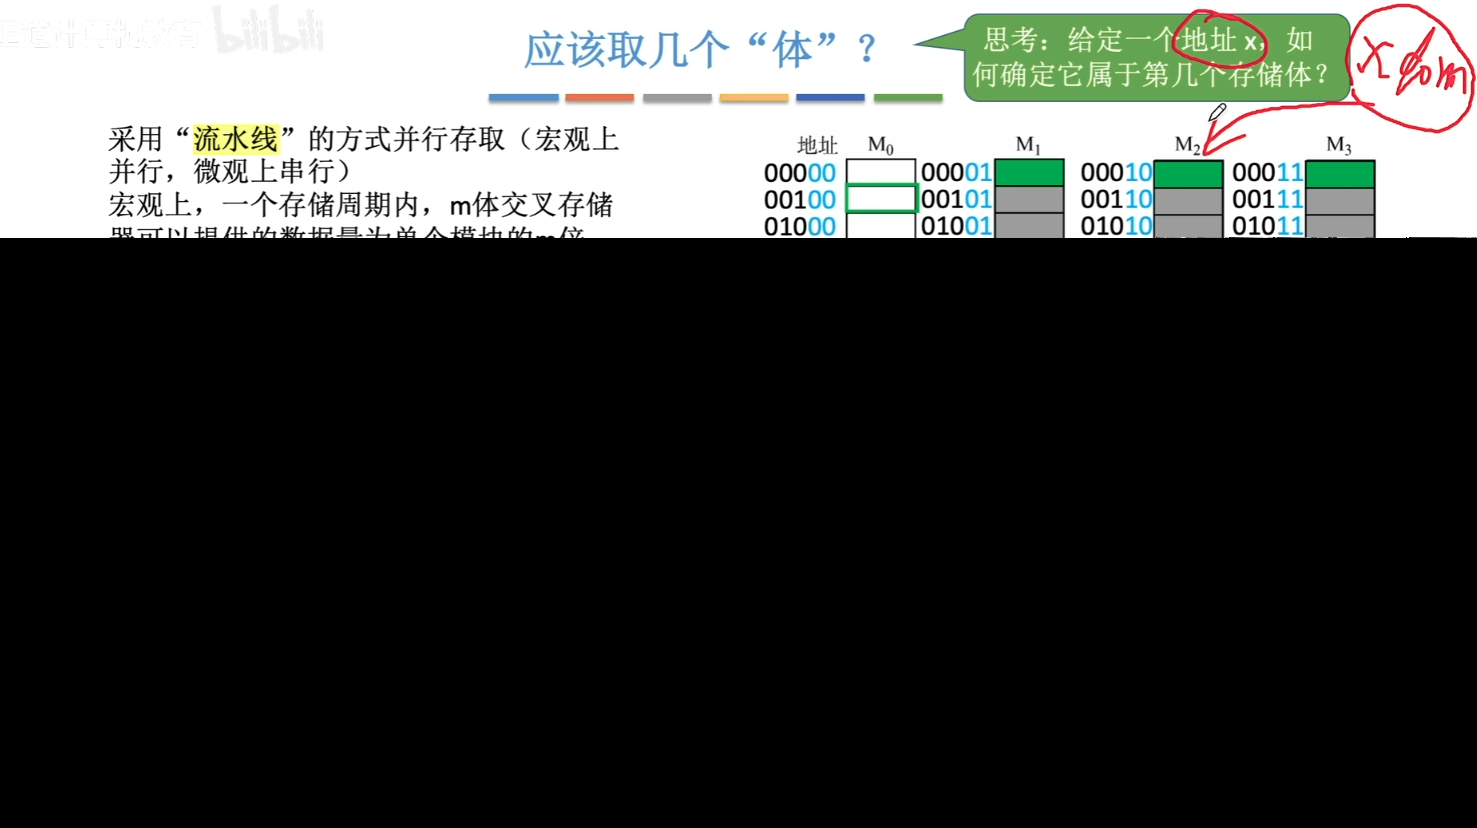 王道计算机教育 bilibili
应该取几个“体”？
思考：给定一个地址 x，如
何确定它属于第几个存储体？
x % m
采用“流水线”的方式并行存取（宏观上
并行，微观上串行）
宏观上，一个存储周期内，m体交叉存储
器可以提供的数据量为单个模块的m倍
地址 M0 M1 M2 M3
00000 00001 00010 00011
00100 00101 00110 00111
01000 01001 01010 01011